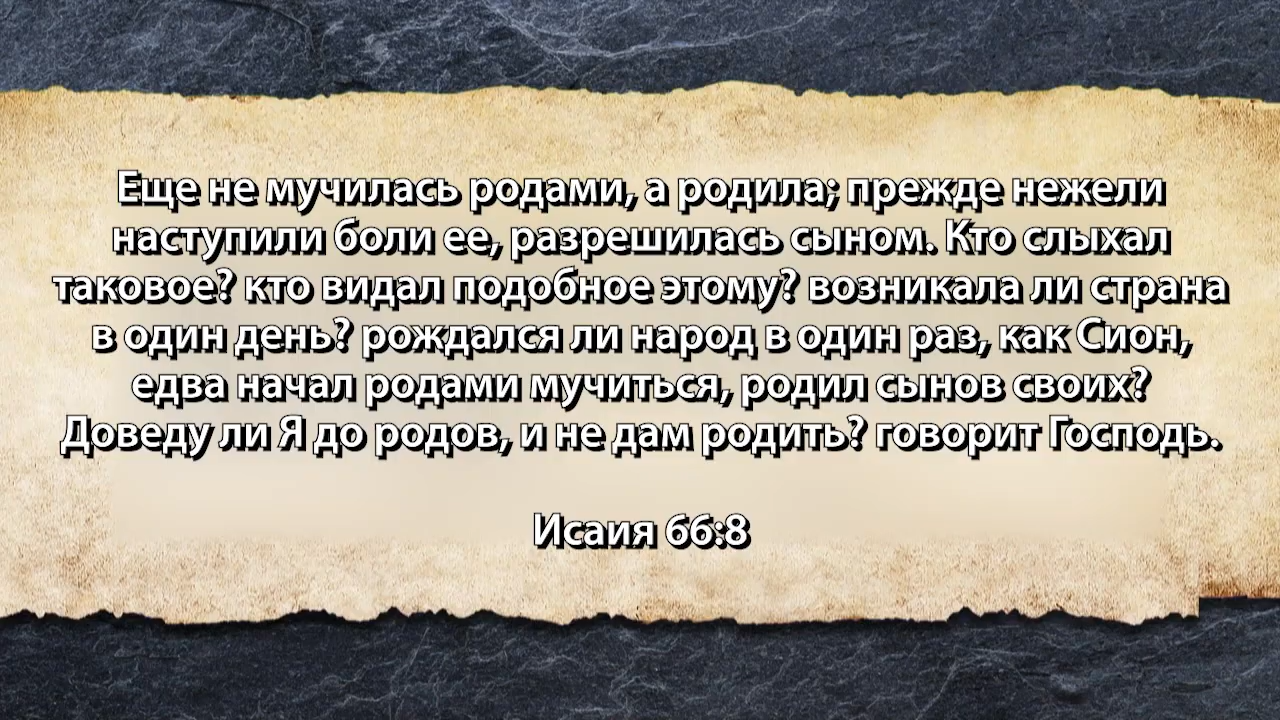 Еще не мучилась родами, а родила; прежде нежели
наступили боли ее, разрешилась сыном. Кто слыхал
таковое? кто видал подобное этому? возникала ли страна
в один день? рождался ли народ в один раз, как Сион,
едва начал родами мучиться, родил сынов своих?
Доведу ли Я до родов, и не дам родить? говорит Господь.
Исаия 66:8